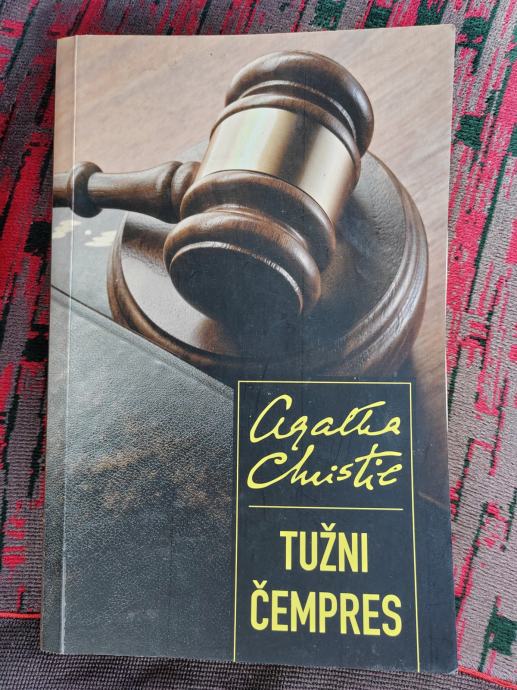 Agatha
Christie
TUŽNI
ČEMPRES